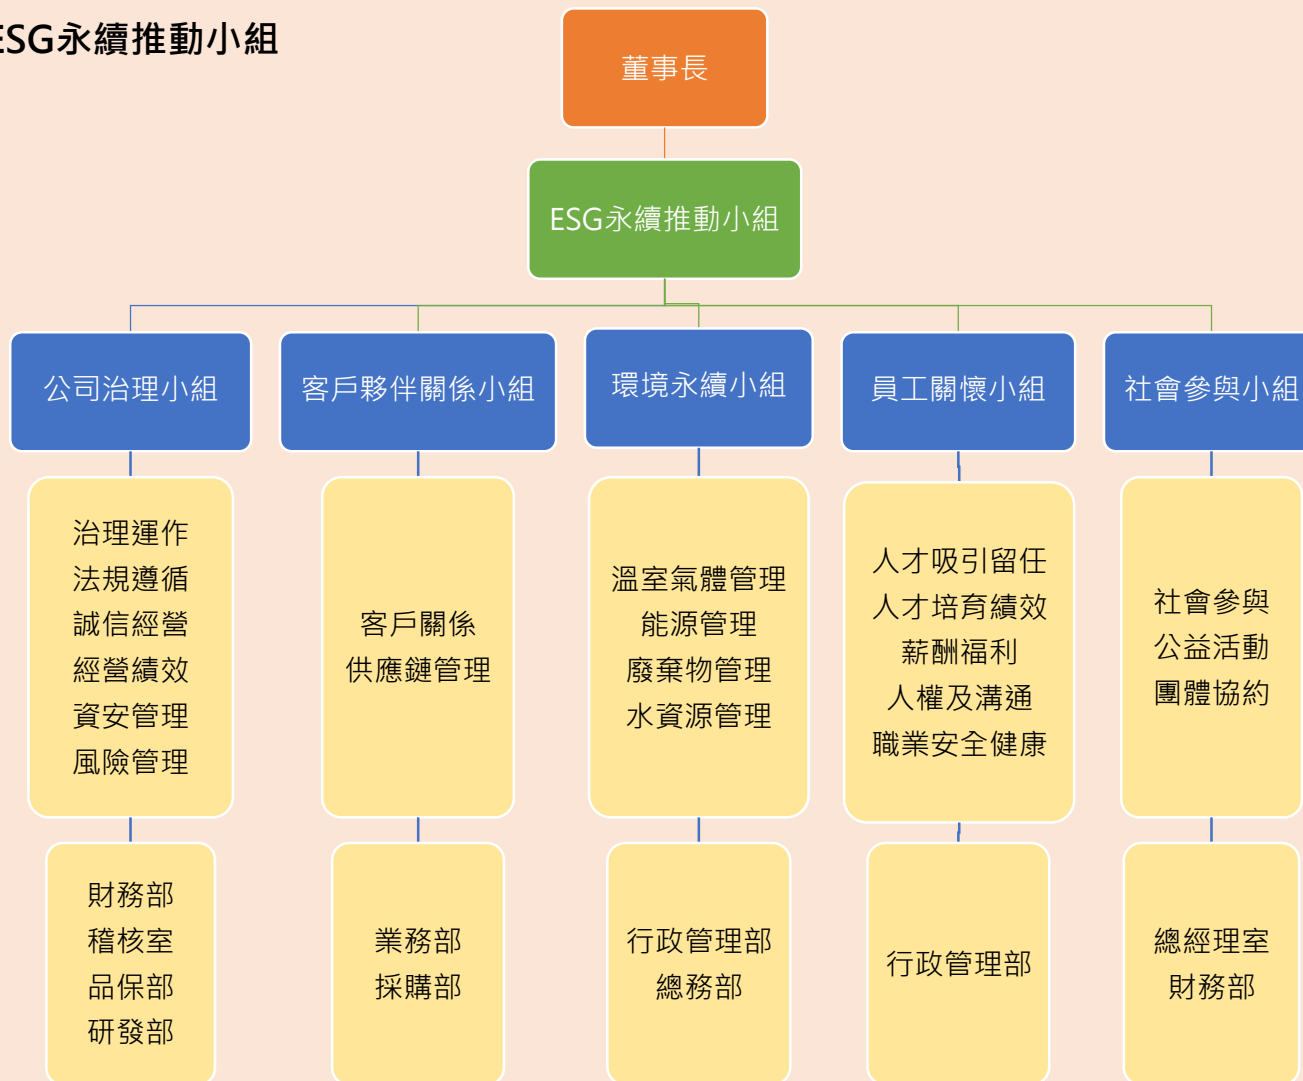 ESG永續推動小組
董事長
ESG永續推動小組
公司治理小組
客戶夥伴關係小組
環境永續小組
員工關懷小組
社會參與小組
治理運作
法規遵循
誠信經營
經營績效
資安管理
風險管理
客戶關係
供應鏈管理
溫室氣體管理
能源管理
廢棄物管理
水資源管理
人才吸引留任
人才培育績效
薪酬福利
人權及溝通
職業安全健康
社會參與
公益活動
團體協約
財務部
稽核室
品保部
研發部
業務部
採購部
行政管理部
總務部
行政管理部
總經理室
財務部